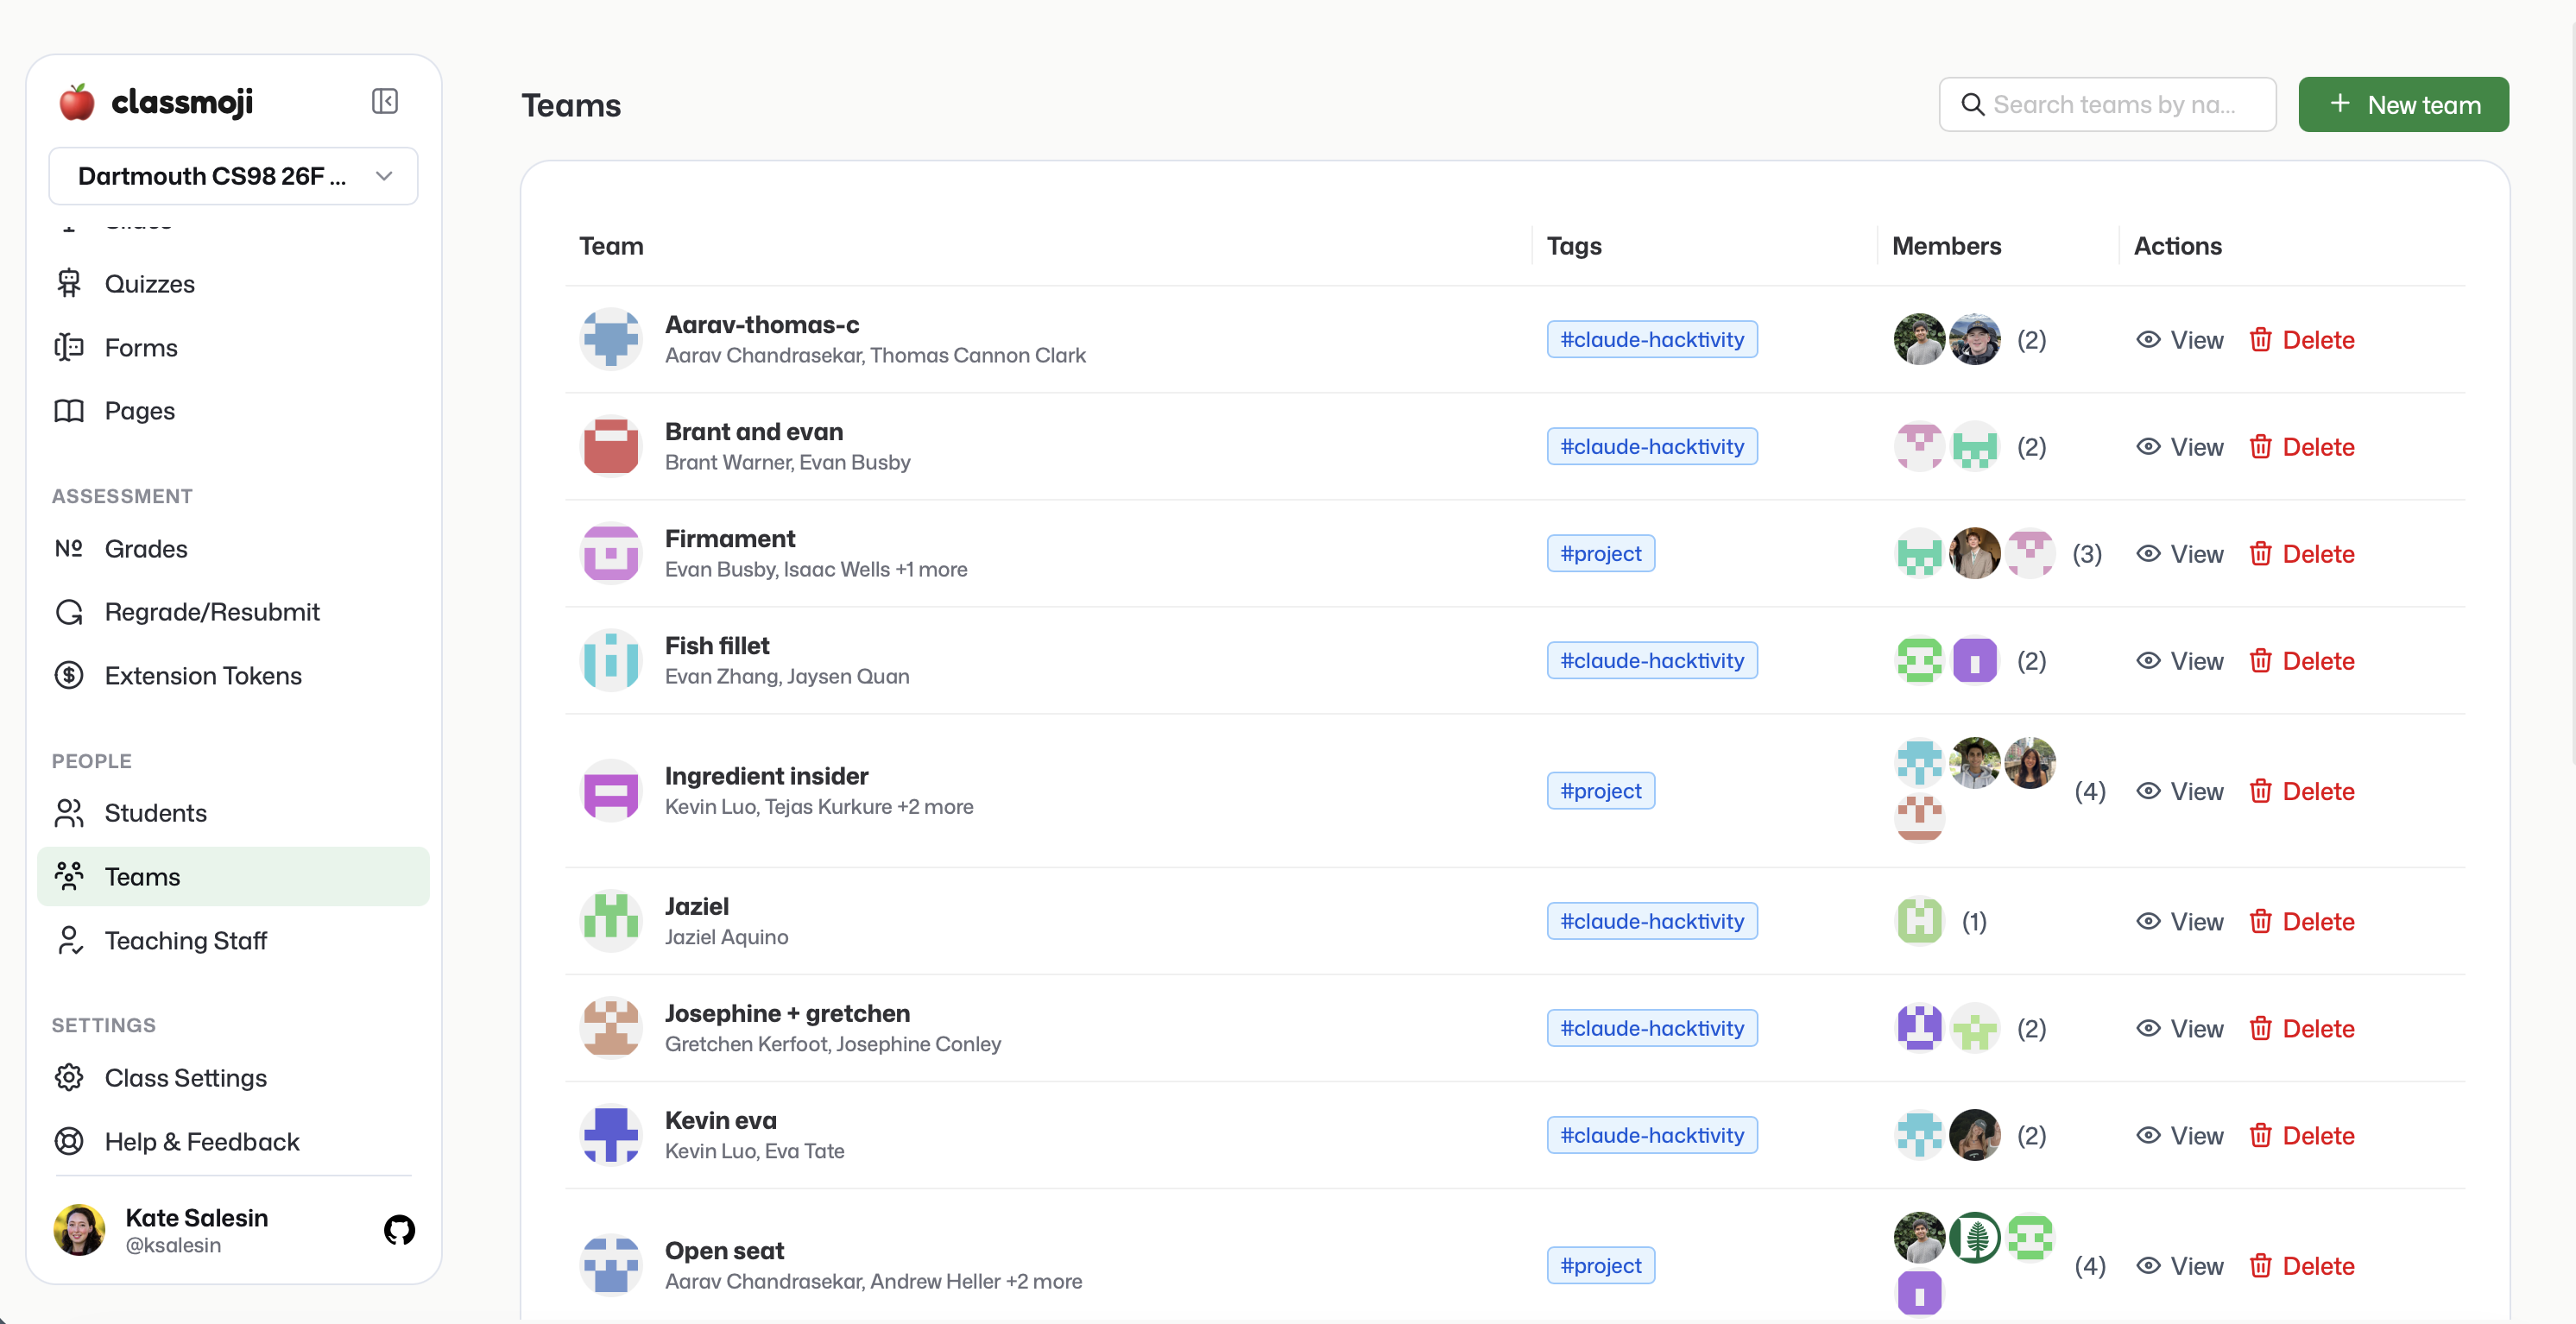 classmoji
Dartmouth CS98 26F ...
Quizzes
Forms
Pages
ASSESSMENT
Grades
Regrade/Resubmit
Extension Tokens
PEOPLE
Students
Teams
Teaching Staff
SETTINGS
Class Settings
Help & Feedback
Kate Salesin
@ksalesin
Teams
Search teams by na...
New team
Team Tags Members Actions
Aarav-thomas-c
Aarav Chandrasekar, Thomas Cannon Clark
#claude-hacktivity (2) View Delete
Brant and evan
Brant Warner, Evan Busby
#claude-hacktivity (2) View Delete
Firmament
Evan Busby, Isaac Wells +1 more
#project (3) View Delete
Fish fillet
Evan Zhang, Jaysen Quan
#claude-hacktivity (2) View Delete
Ingredient insider
Kevin Luo, Tejas Kurkure +2 more
#project (4) View Delete
Jaziel
Jaziel Aquino
#claude-hacktivity (1) View Delete
Josephine + gretchen
Gretchen Kerfoot, Josephine Conley
#claude-hacktivity (2) View Delete
Kevin eva
Kevin Luo, Eva Tate
#claude-hacktivity (2) View Delete
Open seat
Aarav Chandrasekar, Andrew Heller +2 more
#project (4) View Delete